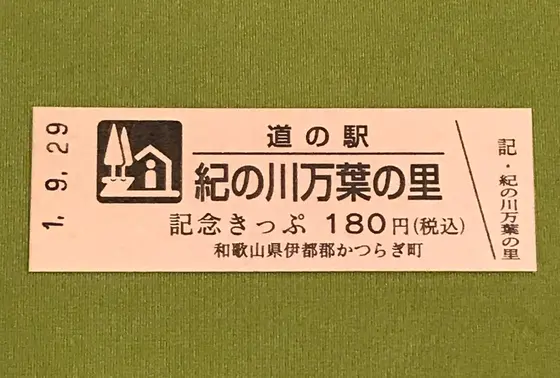 1.9.29
道の駅
紀の川万葉の里
記念きっぷ 180円(税込)
和歌山県伊都郡かつらぎ町
記・紀の川万葉の里